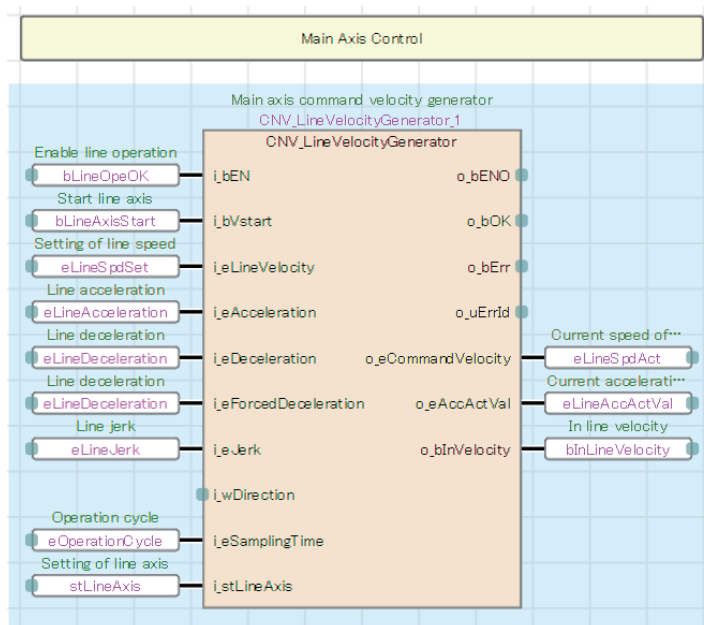 Main Axis Control
Main axis command velocity generator
CNV_LineVelocityGenerator_1
CNV_LineVelocityGenerator
Enable line operation
bLineOpeOK
i_bEN
o_bENO
Start line axis
bLineAxisStart
i_bVstart
o_bOK
Setting of line speed
eLineSpdSet
i_eLineVelocity
o_bErr
Line acceleration
eLineAcceleration
i_eAcceleration
o_uErrId
Line deceleration
eLineDeceleration
i_eDeceleration
o_eCommandVelocity
Current speed of···
eLineSpdAct
Line deceleration
eLineDeceleration
i_eForcedDeceleration
o_eAccActVal
Current accelerati···
eLineAccActVal
Line jerk
eLineJerk
i_eJerk
o_bInVelocity
In line velocity
bInLineVelocity
i_wDirection
Operation cycle
eOperationCycle
i_eSamplingTime
Setting of line axis
stLineAxis
i_stLineAxis